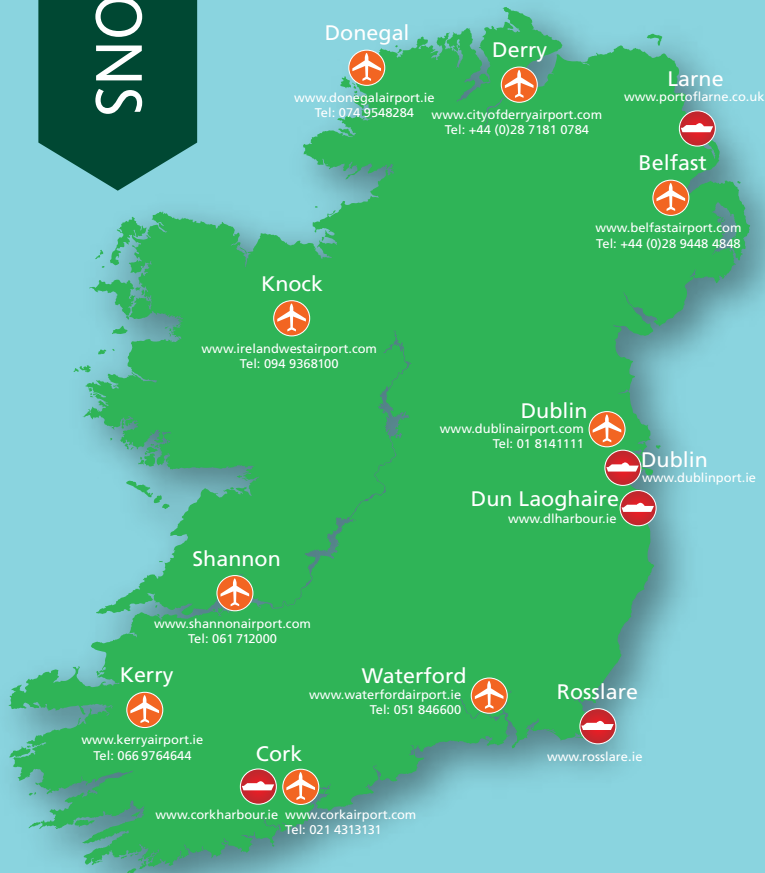 ONS
Donegal
www.donegalairport.ie
Tel: 074 9548284
Derry
www.cityofderryairport.com
Tel: +44 (0)28 7181 0784
Larne
www.portoflarne.co.uk
Belfast
www.belfastairport.com
Tel: +44 (0)28 9448 4848
Knock
www.irelandwestairport.com
Tel: 094 9368100
Dublin
www.dublinairport.com
Tel: 01 8141111
Dublin
www.dublinport.ie
Dun Laoghaire
www.dlharbour.ie
Shannon
www.shannonairport.com
Tel: 061 712000
Kerry
www.kerryairport.ie
Tel: 066 9764644
Waterford
www.waterfordairport.ie
Tel: 051 846600
Rosslare
www.rosslare.ie
Cork
www.corkharbour.ie www.corkairport.com
Tel: 021 4313131